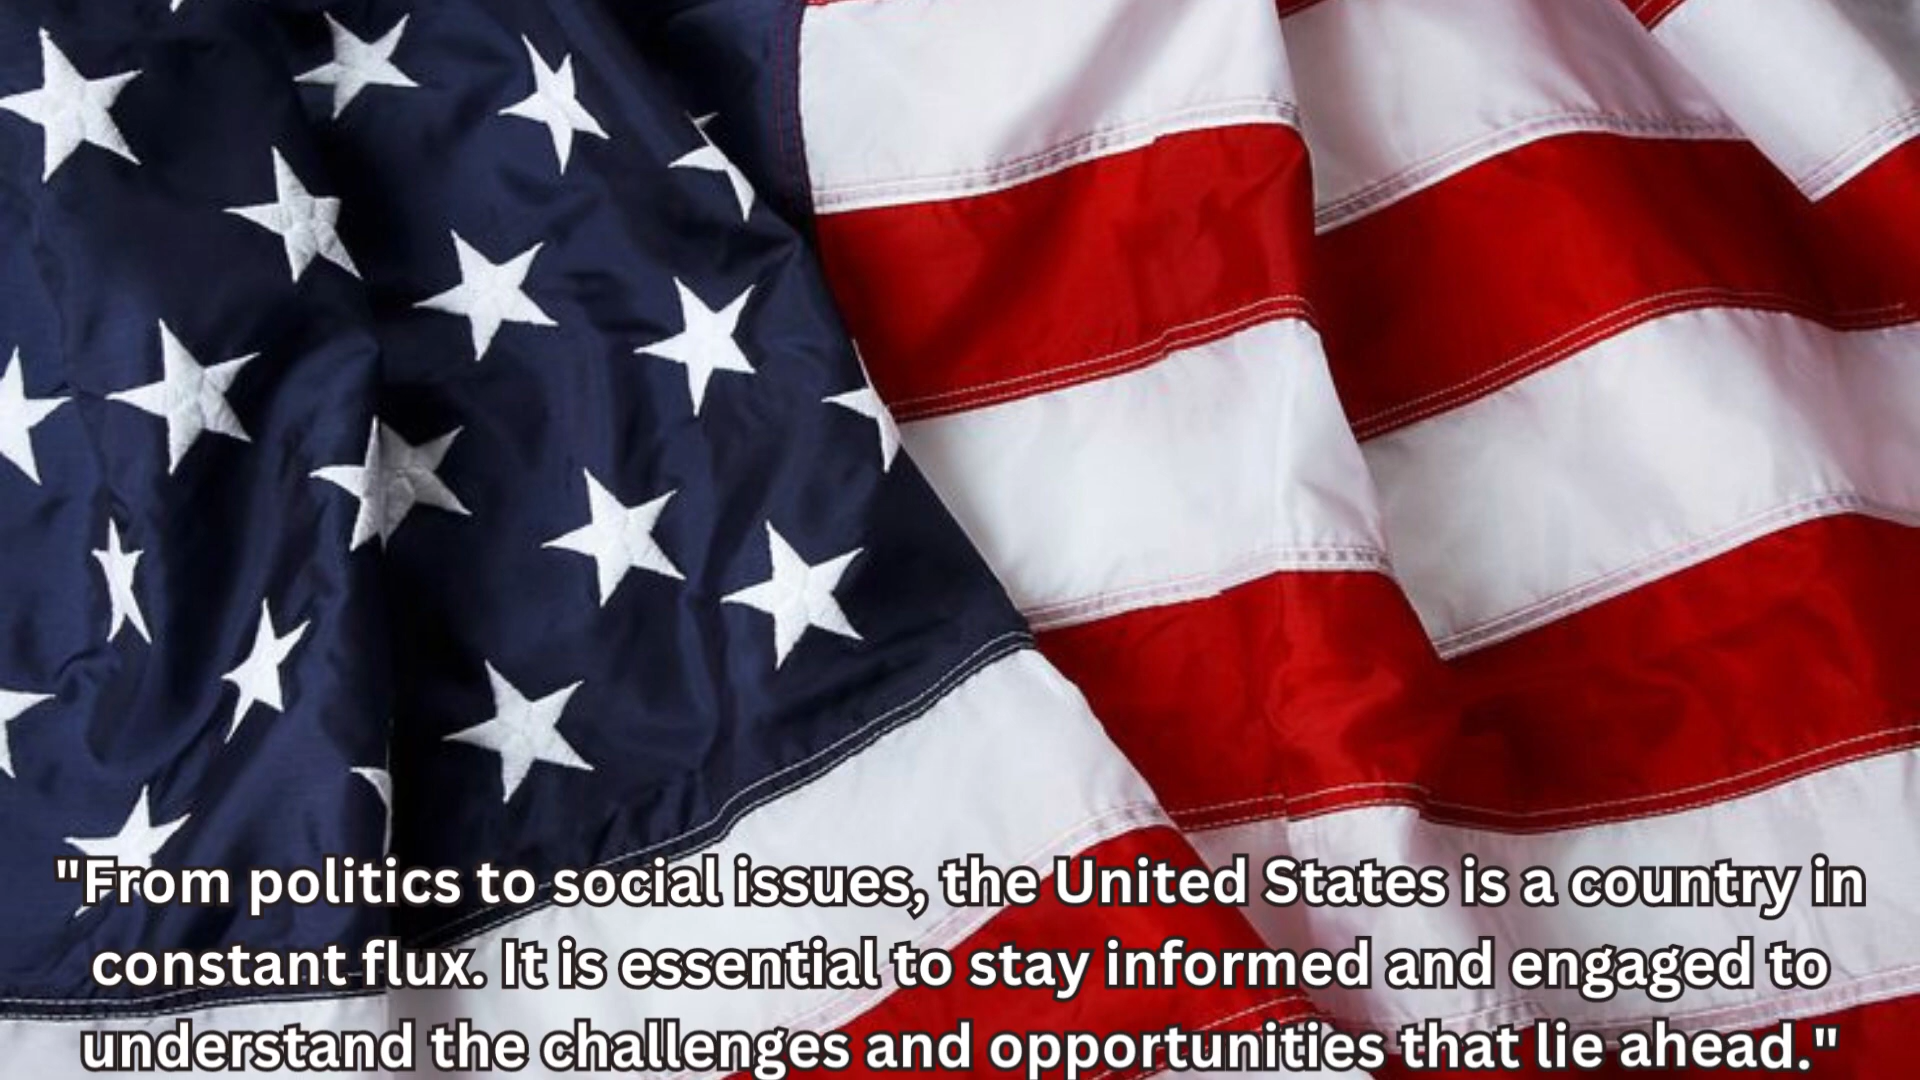 "From politics to social issues, the United States is a country in
constant flux. It is essential to stay informed and engaged to
understand the challenges and opportunities that lie ahead."